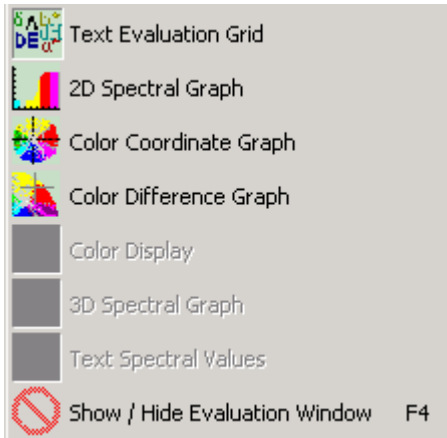 Text Evaluation Grid
2D Spectral Graph
Color Coordinate Graph
Color Difference Graph
Color Display
3D Spectral Graph
Text Spectral Values
Show / Hide Evaluation Window F4